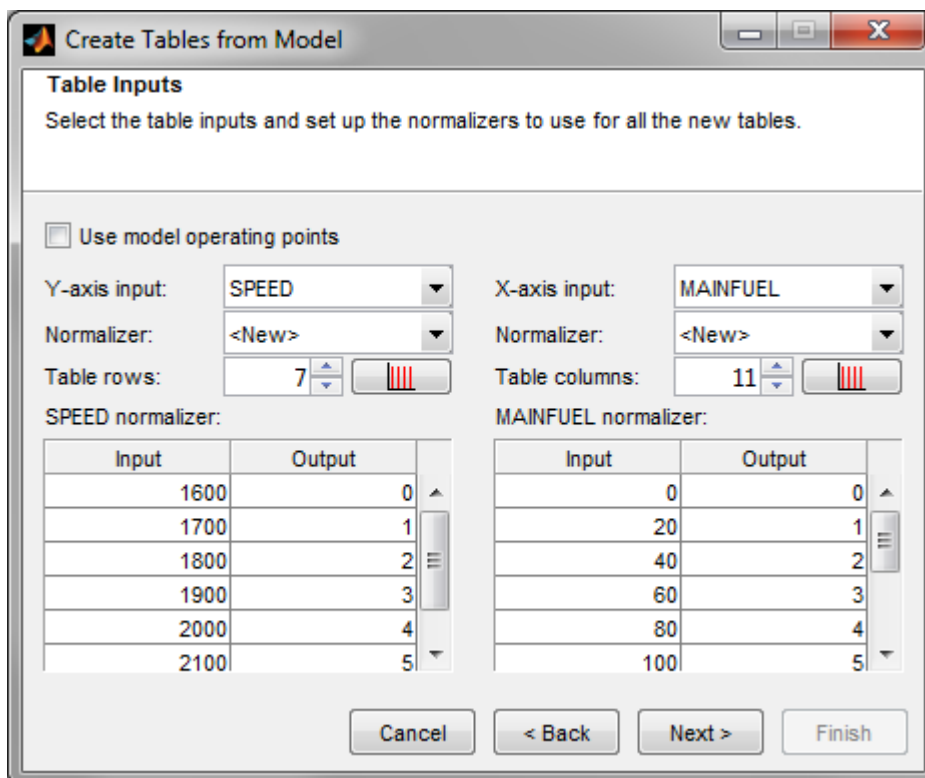 Create Tables from Model
Table Inputs
Select the table inputs and set up the normalizers to use for all the new tables.
Use model operating points
Y-axis input: SPEED X-axis input: MAINFUEL
Normalizer: <New> Normalizer: <New>
Table rows: 7 Table columns: 11
SPEED normalizer: MAINFUEL normalizer:
Input Output Input Output
1600 0 0 0
1700 1 20 1
1800 2 40 2
1900 3 60 3
2000 4 80 4
2100 5 100 5
Cancel < Back Next > Finish